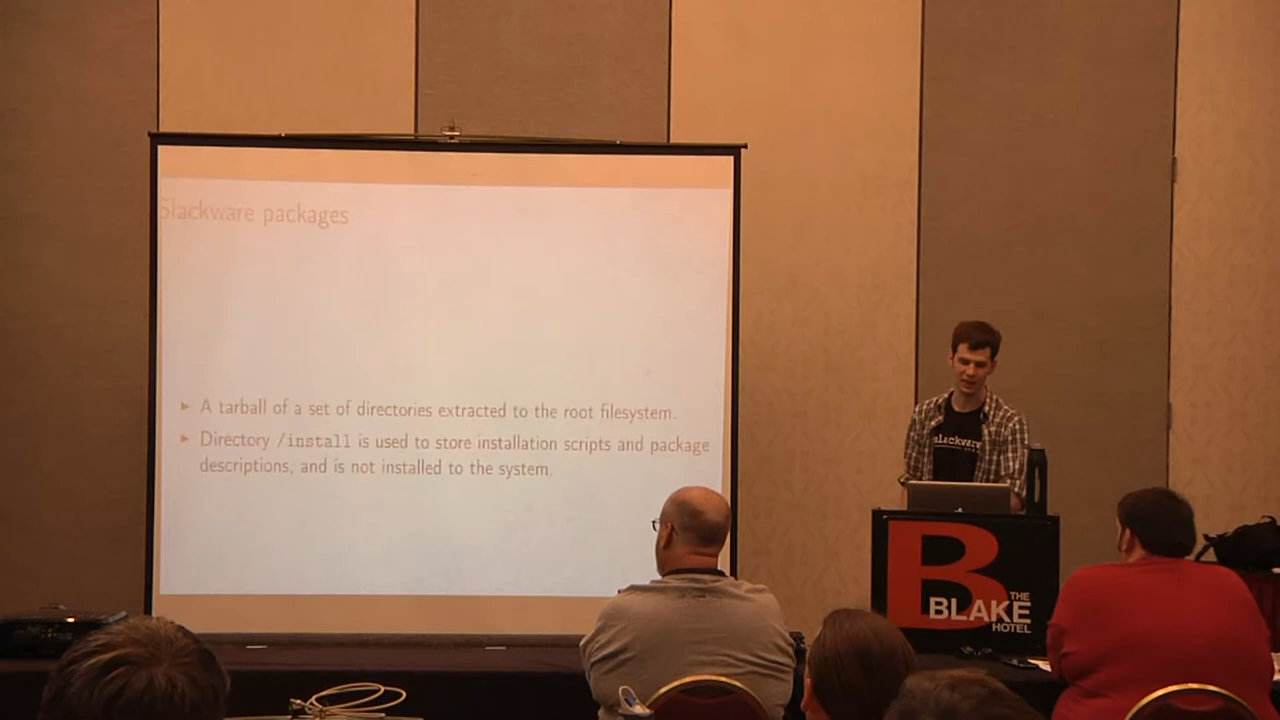 Slackware packages
▸ A tarball of a set of directories extracted to the root filesystem.
▸ Directory /install is used to store installation scripts and package
descriptions, and is not installed to the system.
slackware
B
THE
BLAKE
HOTEL